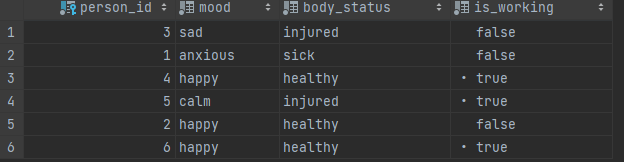 person_id mood body_status is_working
1 3 sad injured false
2 1 anxious sick false
3 4 happy healthy • true
4 5 calm injured • true
5 2 happy healthy false
6 6 happy healthy • true